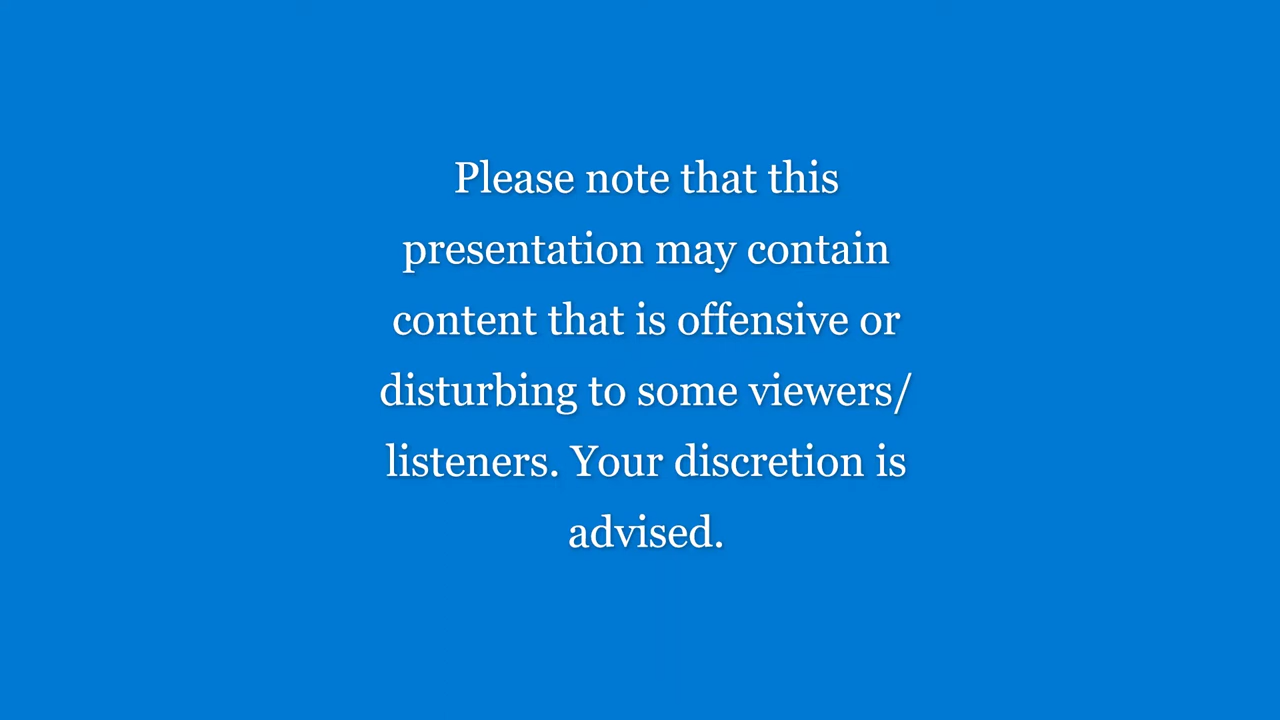 Please note that this
presentation may contain
content that is offensive or
disturbing to some viewers/
listeners. Your discretion is
advised.